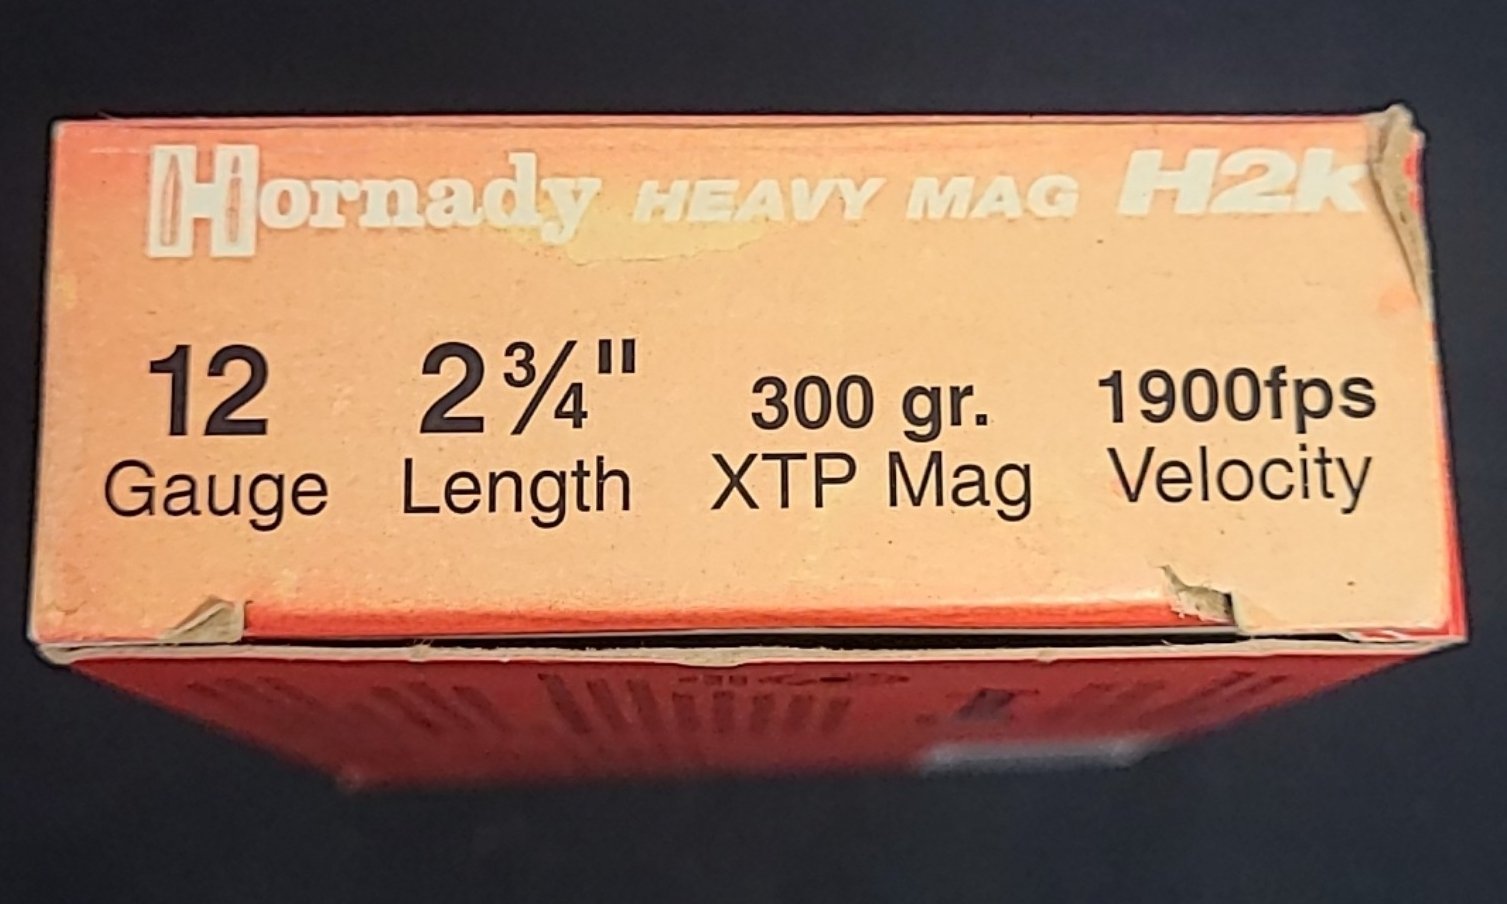 Hornady HEAVY MAG H2k
12 2¾" 300 gr. 1900fps
Gauge Length XTP Mag Velocity